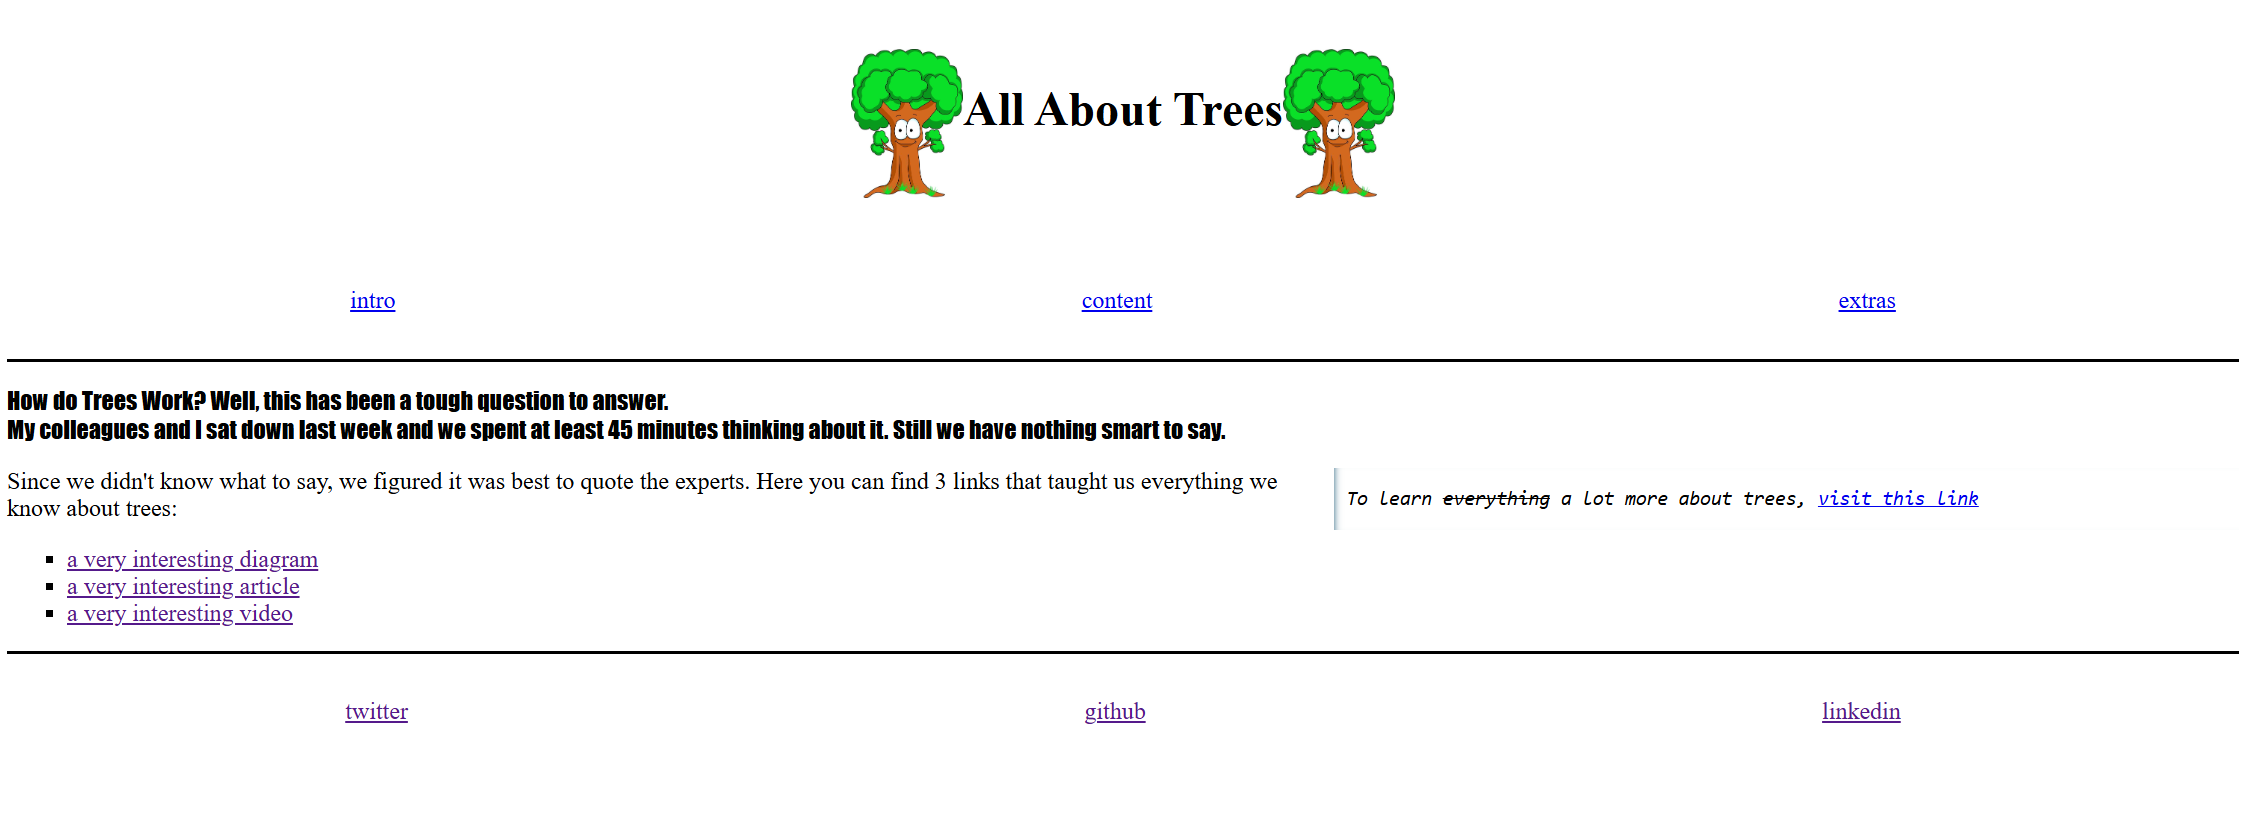 All About Trees
intro
content
extras
How do Trees Work? Well, this has been a tough question to answer.
My colleagues and I sat down last week and we spent at least 45 minutes thinking about it. Still we have nothing smart to say.
Since we didn't know what to say, we figured it was best to quote the experts. Here you can find 3 links that taught us everything we
know about trees:
a very interesting diagram
a very interesting article
a very interesting video
To learn everything a lot more about trees, visit this link
twitter
github
linkedin